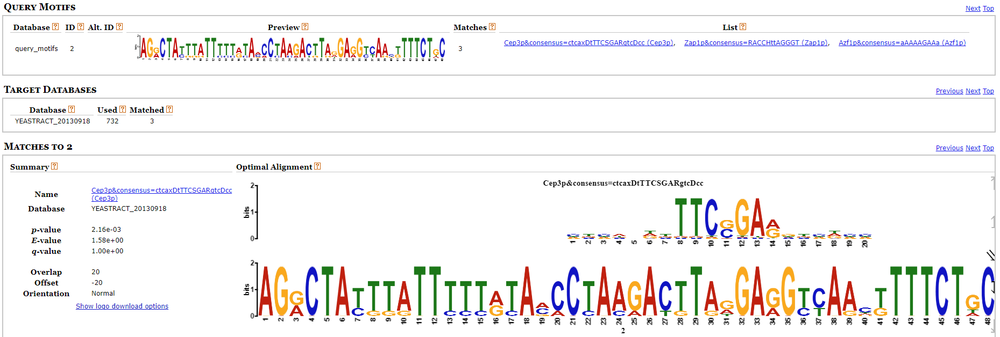 QUERY MOTIFS
Next Top
Database ? ID ? Alt. ID ? Preview ? Matches ? List ?
query_motifs 2 3 Cep3p&consensus=ctcaxDtTTCSGARgtcDcc (Cep3p), Zap1p&consensus=RACCHttAGGGT (Zap1p), Azf1p&consensus=aAAAAGAAa (Azf1p)
TARGET DATABASES
Previous Next Top
Database ? Used ? Matched ?
YEASTRACT_20130918 732 3
MATCHES TO 2
Previous Next Top
Summary ?
Name Cep3p&consensus=ctcaxDtTTCSGARgtcDcc
(Cep3p)
Database YEASTRACT_20130918
p-value 2.16e-03
E-value 1.58e+00
q-value 1.00e+00
Overlap 20
Offset -20
Orientation Normal
Show logo download options
Optimal Alignment ?
Cep3p&consensus=ctcaxDtTTCSGARgtcDcc
2
bits
1
0
1 2 3 4 5 6 7 8 9 10 11 12 13 14 15 16 17 18 19 20
2
bits
1
0
1 2 3 4 5 6 7 8 9 10 11 12 13 14 15 16 17 18 19 20 21 22 23 24 25 26 27 28 29 30 31 32 33 34 35 36 37 38 39 40 41 42 43 44 45 46 47 48
2